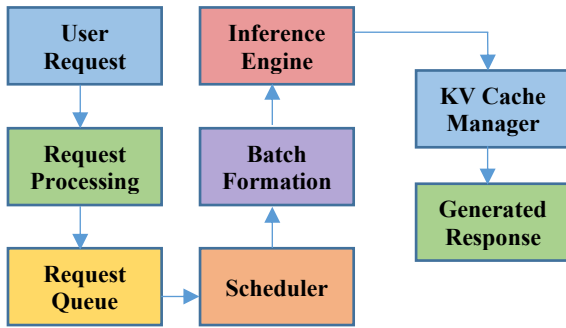 User
Request
Request
Processing
Request
Queue
Scheduler
Batch
Formation
Inference
Engine
KV Cache
Manager
Generated
Response